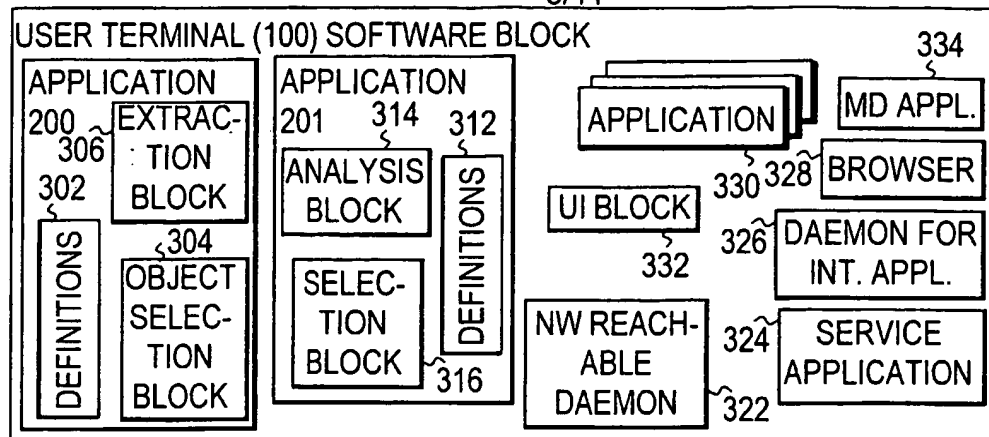 USER TERMINAL (100) SOFTWARE BLOCK
APPLICATION
200
306
EXTRAC-
TION
BLOCK
302
DEFINITIONS
304
OBJECT
SELEC-
TION
BLOCK
APPLICATION
201
314
312
ANALYSIS
BLOCK
DEFINITIONS
SELEC-
TION
BLOCK
316
APPLICATION
330
334
MD APPL.
328
BROWSER
UI BLOCK
332
326
DAEMON FOR
INT. APPL.
NW REACH-
ABLE
DAEMON
322
324
SERVICE
APPLICATION